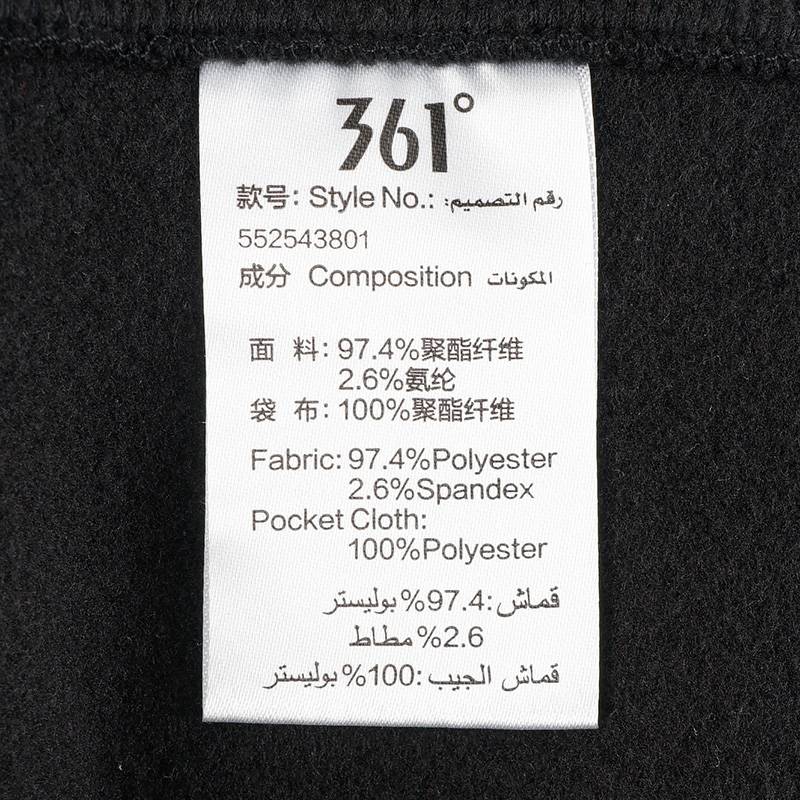 361°
款号: Style No.: رقم التصميم:
552543801
成分 Composition المكونات
面 料: 97.4%聚酯纤维
2.6%氨纶
袋 布: 100%聚酯纤维
Fabric: 97.4%Polyester
2.6%Spandex
Pocket Cloth:
100%Polyester
قماش:97.4%بوليستر
2.6%مطاط
قماش الجيب:100%بوليستر